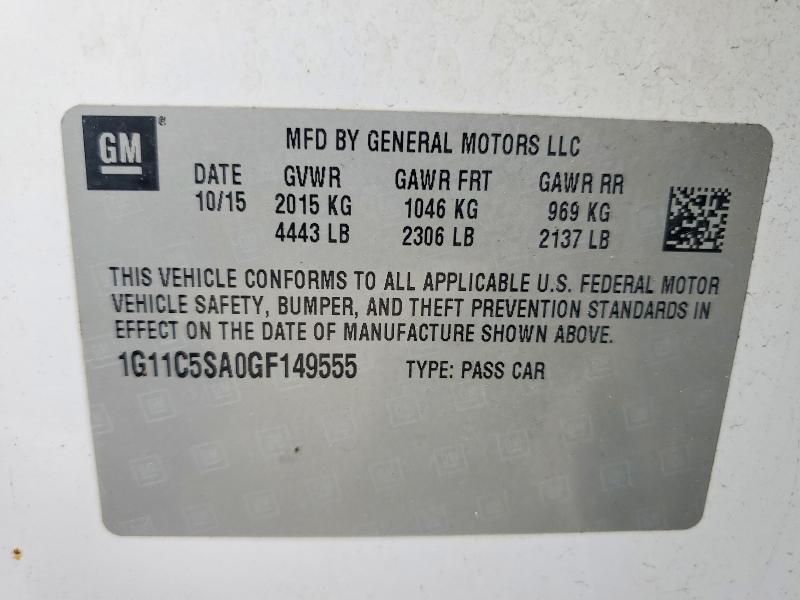 GM®
MFD BY GENERAL MOTORS LLC
DATE GVWR GAWR FRT GAWR RR
10/15 2015 KG 1046 KG 969 KG
4443 LB 2306 LB 2137 LB
THIS VEHICLE CONFORMS TO ALL APPLICABLE U.S. FEDERAL MOTOR
VEHICLE SAFETY, BUMPER, AND THEFT PREVENTION STANDARDS IN
EFFECT ON THE DATE OF MANUFACTURE SHOWN ABOVE.
1G11C5SA0GF149555 TYPE: PASS CAR